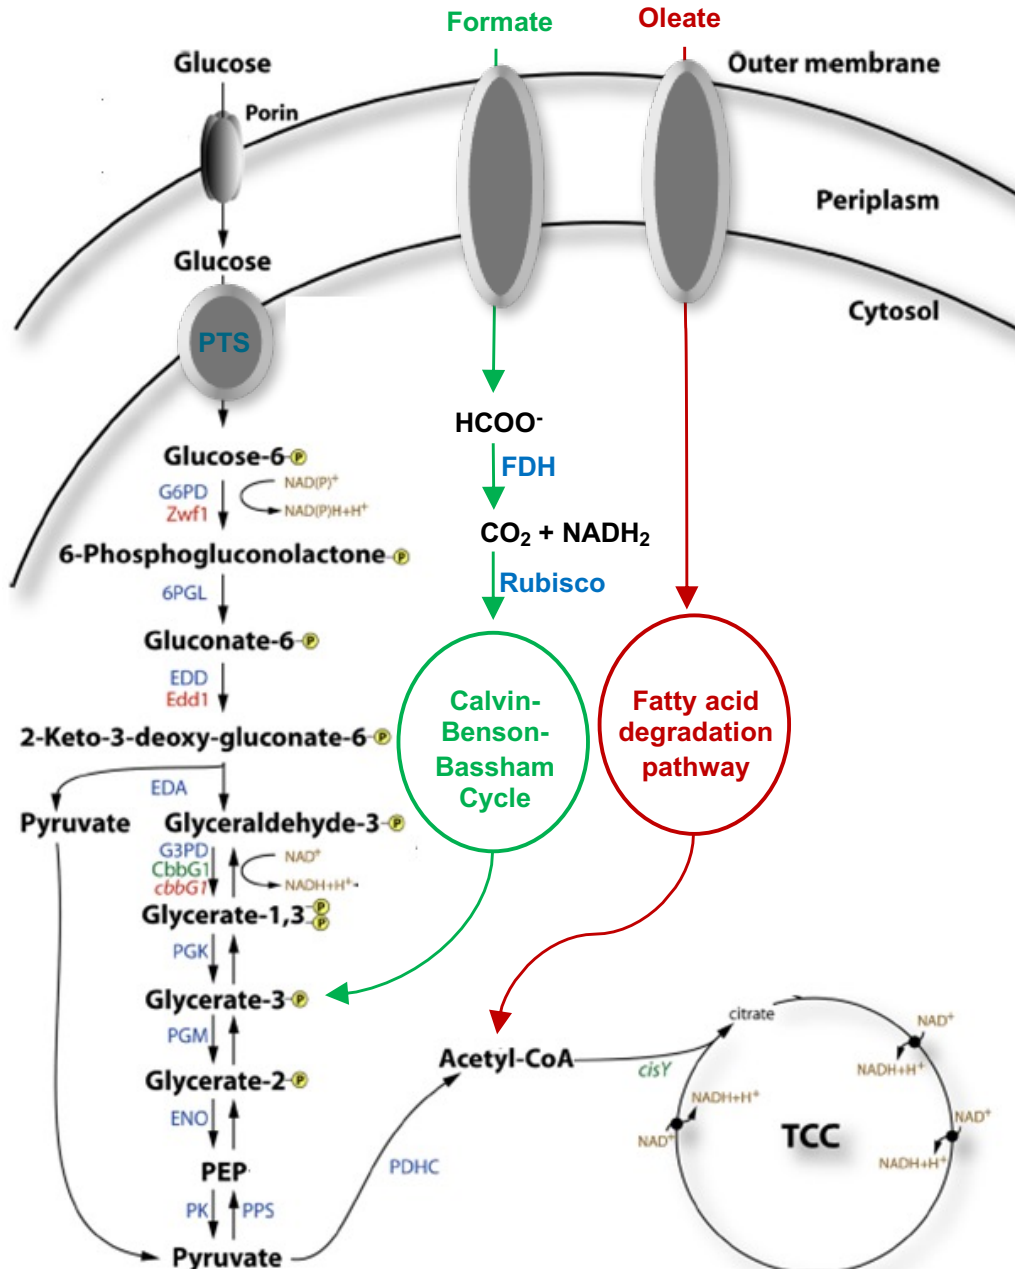 Formate
Oleate
Glucose
Outer membrane
Porin
Periplasm
Glucose
Cytosol
PTS
HCOO-
Glucose-6 P
FDH
NAD(P)+
G6PD
Zwf1
NAD(P)H+H+
CO2 + NADH2
6-Phosphogluconolactone P
Rubisco
6PGL
Gluconate-6 P
EDD
Edd1
Calvin-
Benson-
Bassham
Cycle
Fatty acid
degradation
pathway
2-Keto-3-deoxy-gluconate-6 P
EDA
Pyruvate
Glyceraldehyde-3 P
G3PD
CbbG1
cbbG1
NAD+
NADH+H+
Glycerate-1,3 P
P
PGK
Glycerate-3 P
PGM
citrate
NAD+
Acetyl-CoA
cisY
NADH+H+
Glycerate-2 P
NADH+H+
ENO
NAD+
TCC
NAD+
NADH+H+
PEP
PDHC
PK
PPS
Pyruvate